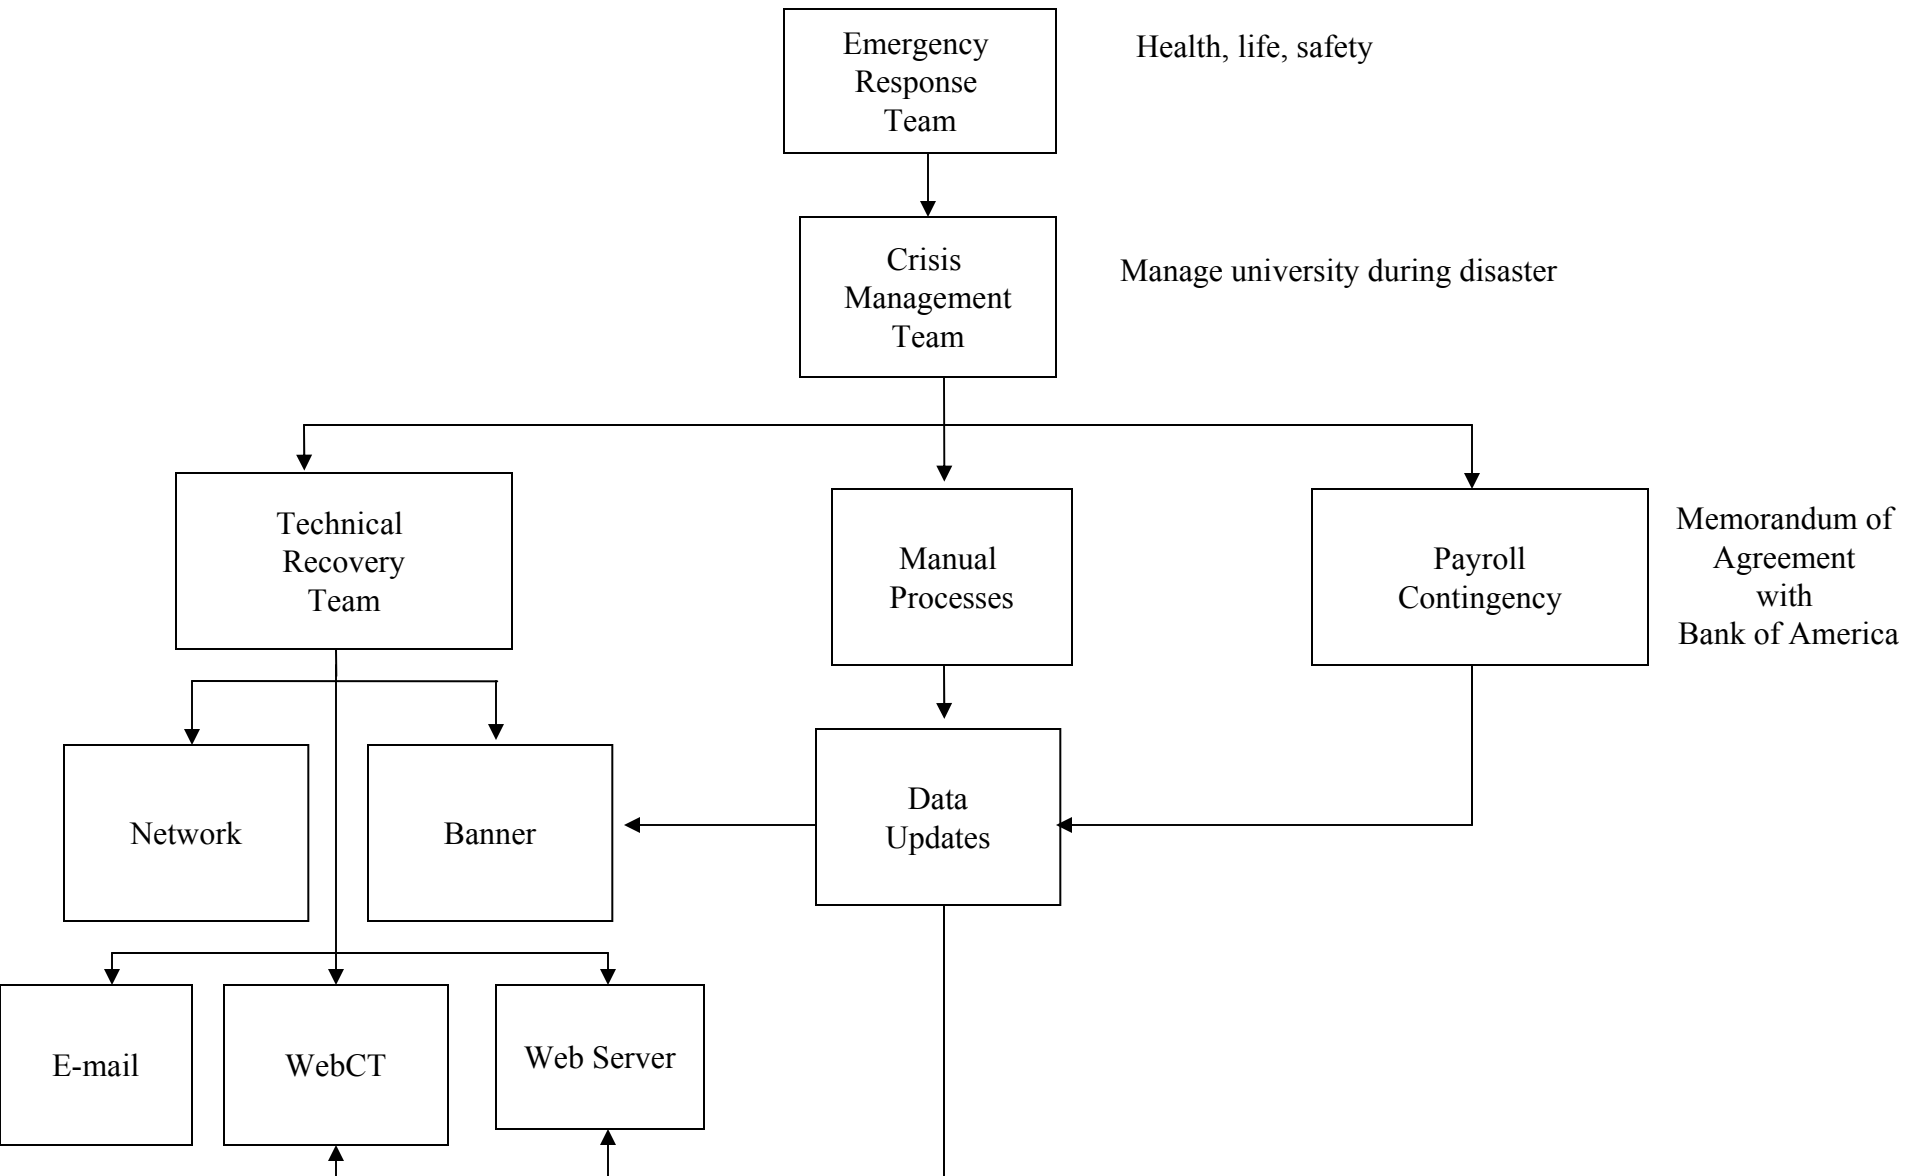 Emergency
Response
Team
Health, life, safety
Crisis
Management
Team
Manage university during disaster
Technical
Recovery
Team
Manual
Processes
Payroll
Contingency
Memorandum of
Agreement
with
Bank of America
Network
Banner
Data
Updates
E-mail
WebCT
Web Server